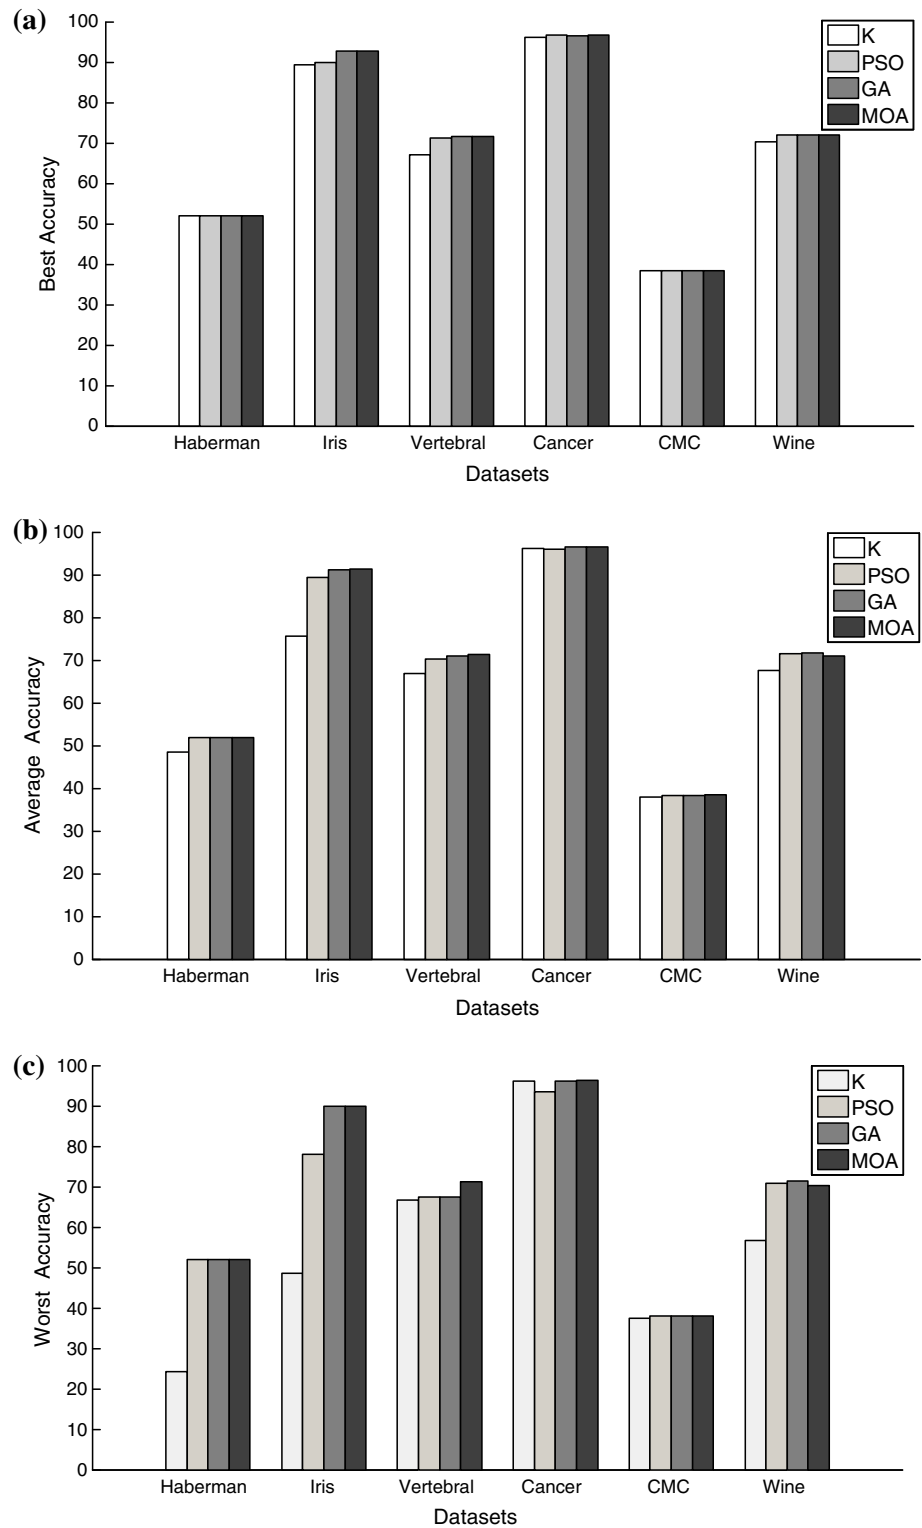 (a)
100
90
80
70
60
50
40
30
20
10
0
Best Accuracy
K
PSO
GA
MOA
Haberman Iris Vertebral Cancer CMC Wine
Datasets
(b)
100
90
80
70
60
50
40
30
20
10
0
Average Accuracy
K
PSO
GA
MOA
Haberman Iris Vertebral Cancer CMC Wine
Datasets
(c)
100
90
80
70
60
50
40
30
20
10
0
Worst Accuracy
K
PSO
GA
MOA
Haberman Iris Vertebral Cancer CMC Wine
Datasets